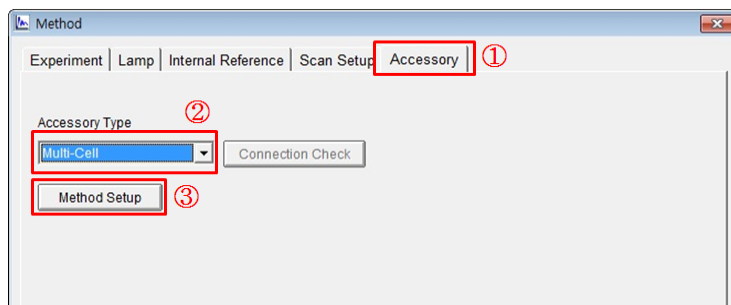 Method
Experiment Lamp Internal Reference Scan Setup Accessory ①
②
Accessory Type
Multi-Cell Connection Check
Method Setup ③